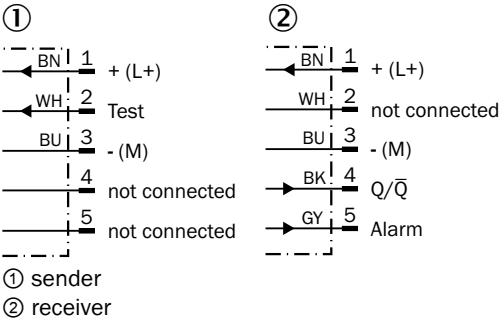 ① ②
BN 1 + (L+) BN 1 + (L+)
WH 2 Test WH 2 not connected
BU 3 - (M) BU 3 - (M)
4 not connected BK 4 Q/Q̅
5 not connected GY 5 Alarm
① sender
② receiver